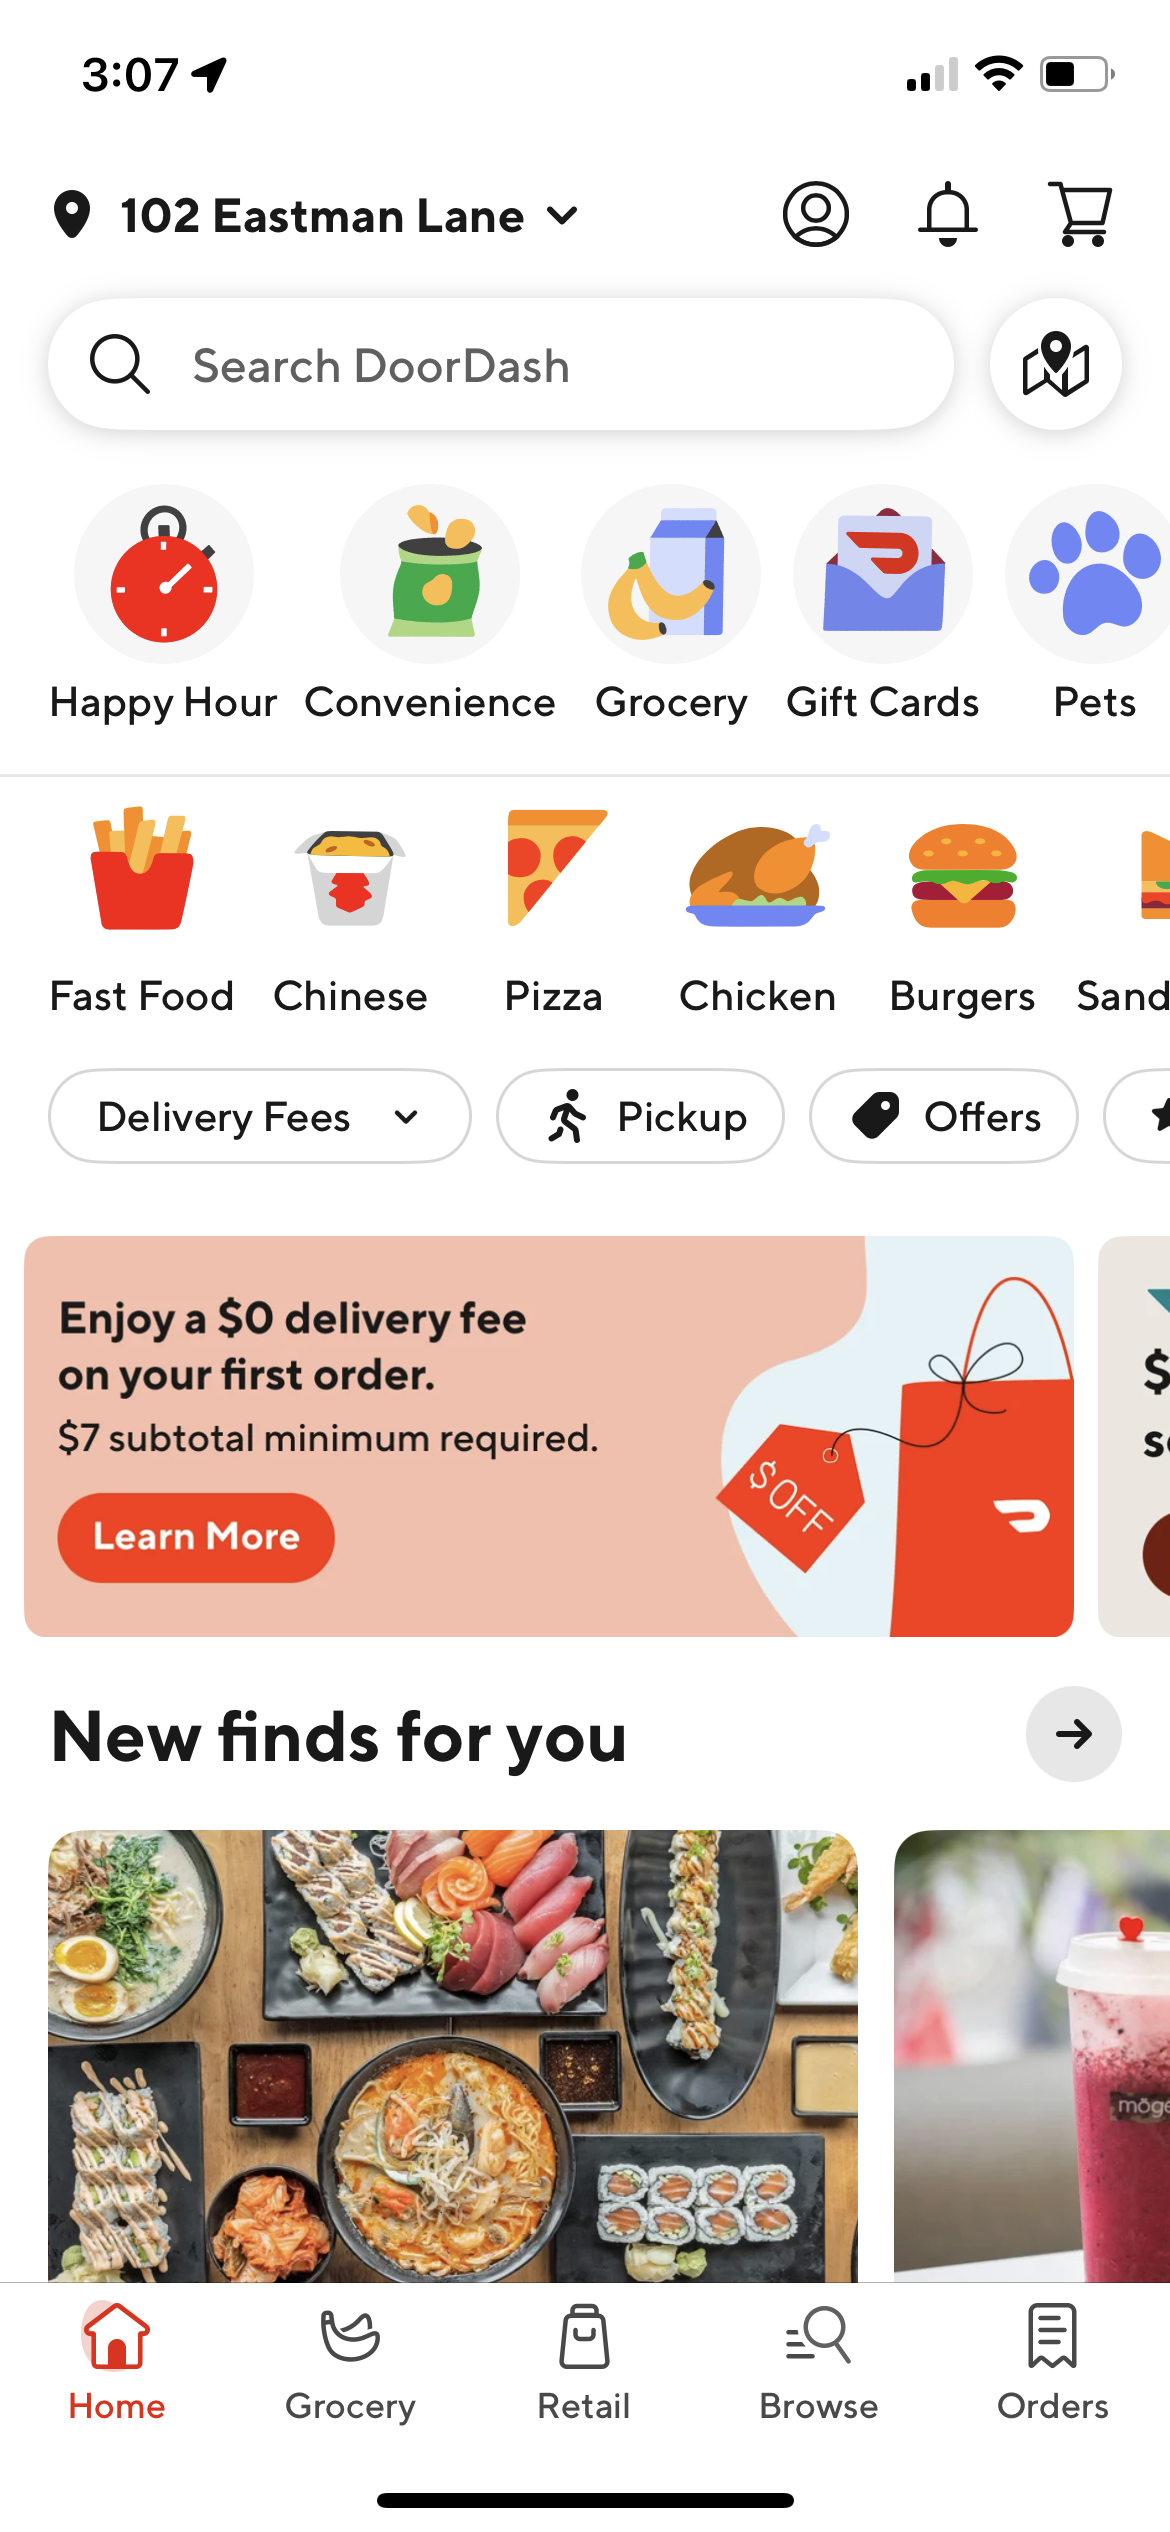 3:07
102 Eastman Lane
Search DoorDash
Happy Hour
Convenience
Grocery
Gift Cards
Pets
Fast Food
Chinese
Pizza
Chicken
Burgers
Sand
Delivery Fees
Pickup
Offers
Enjoy a $0 delivery fee
on your first order.
$7 subtotal minimum required.
Learn More
$ OFF
$
New finds for you
möge
Home
Grocery
Retail
Browse
Orders